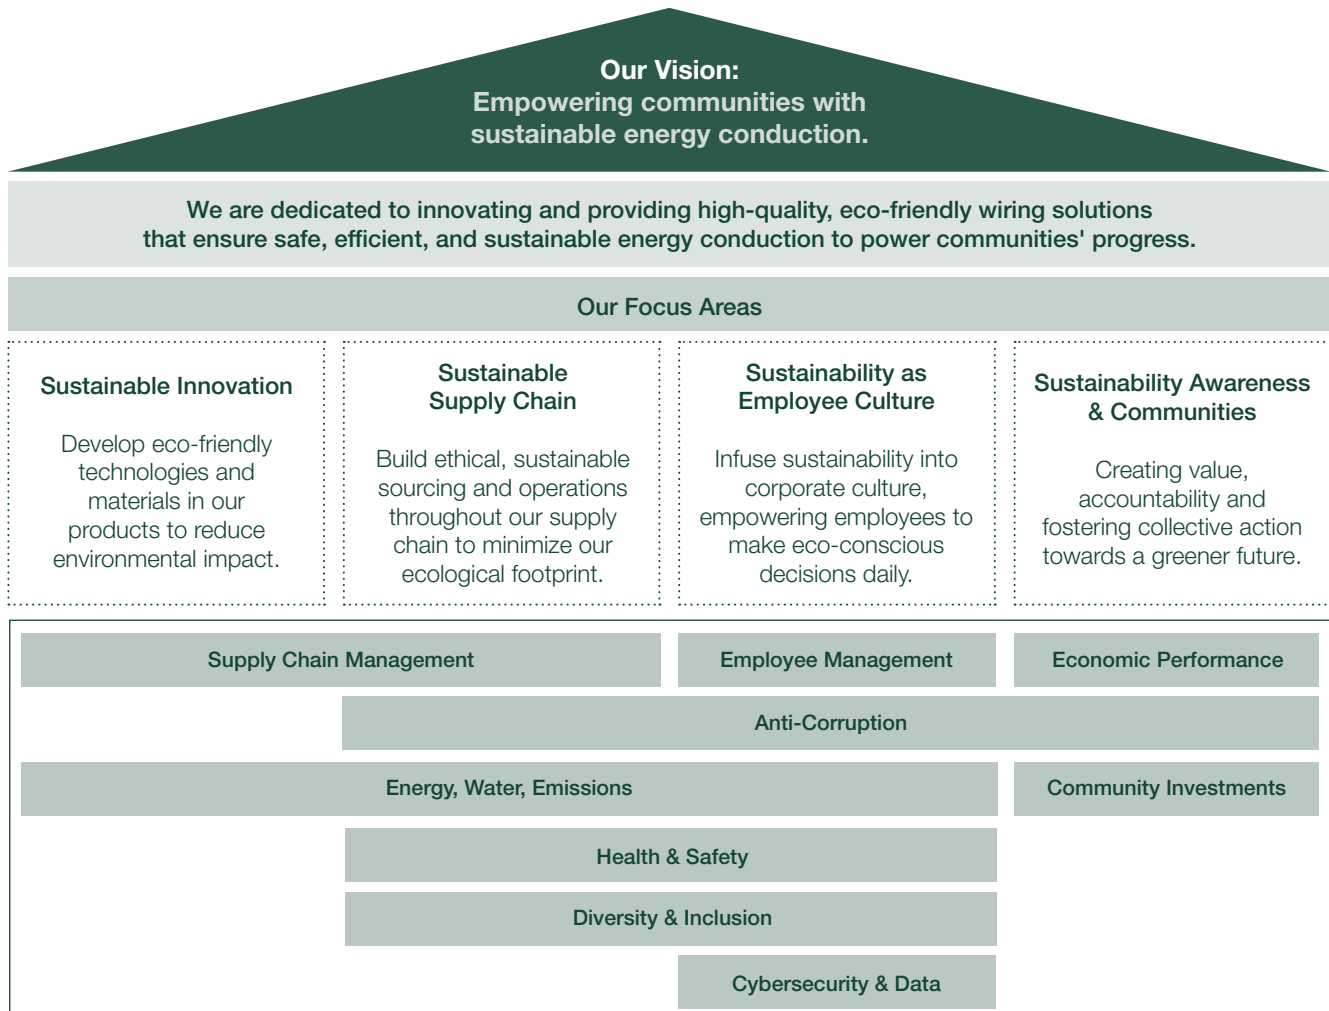 Our Vision:
Empowering communities with
sustainable energy conduction.
We are dedicated to innovating and providing high-quality, eco-friendly wiring solutions
that ensure safe, efficient, and sustainable energy conduction to power communities' progress.
Our Focus Areas
Sustainable Innovation
Develop eco-friendly
technologies and
materials in our
products to reduce
environmental impact.
Sustainable
Supply Chain
Build ethical, sustainable
sourcing and operations
throughout our supply
chain to minimize our
ecological footprint.
Sustainability as
Employee Culture
Infuse sustainability into
corporate culture,
empowering employees to
make eco-conscious
decisions daily.
Sustainability Awareness
& Communities
Creating value,
accountability and
fostering collective action
towards a greener future.
Supply Chain Management
Employee Management
Economic Performance
Anti-Corruption
Energy, Water, Emissions
Community Investments
Health & Safety
Diversity & Inclusion
Cybersecurity & Data